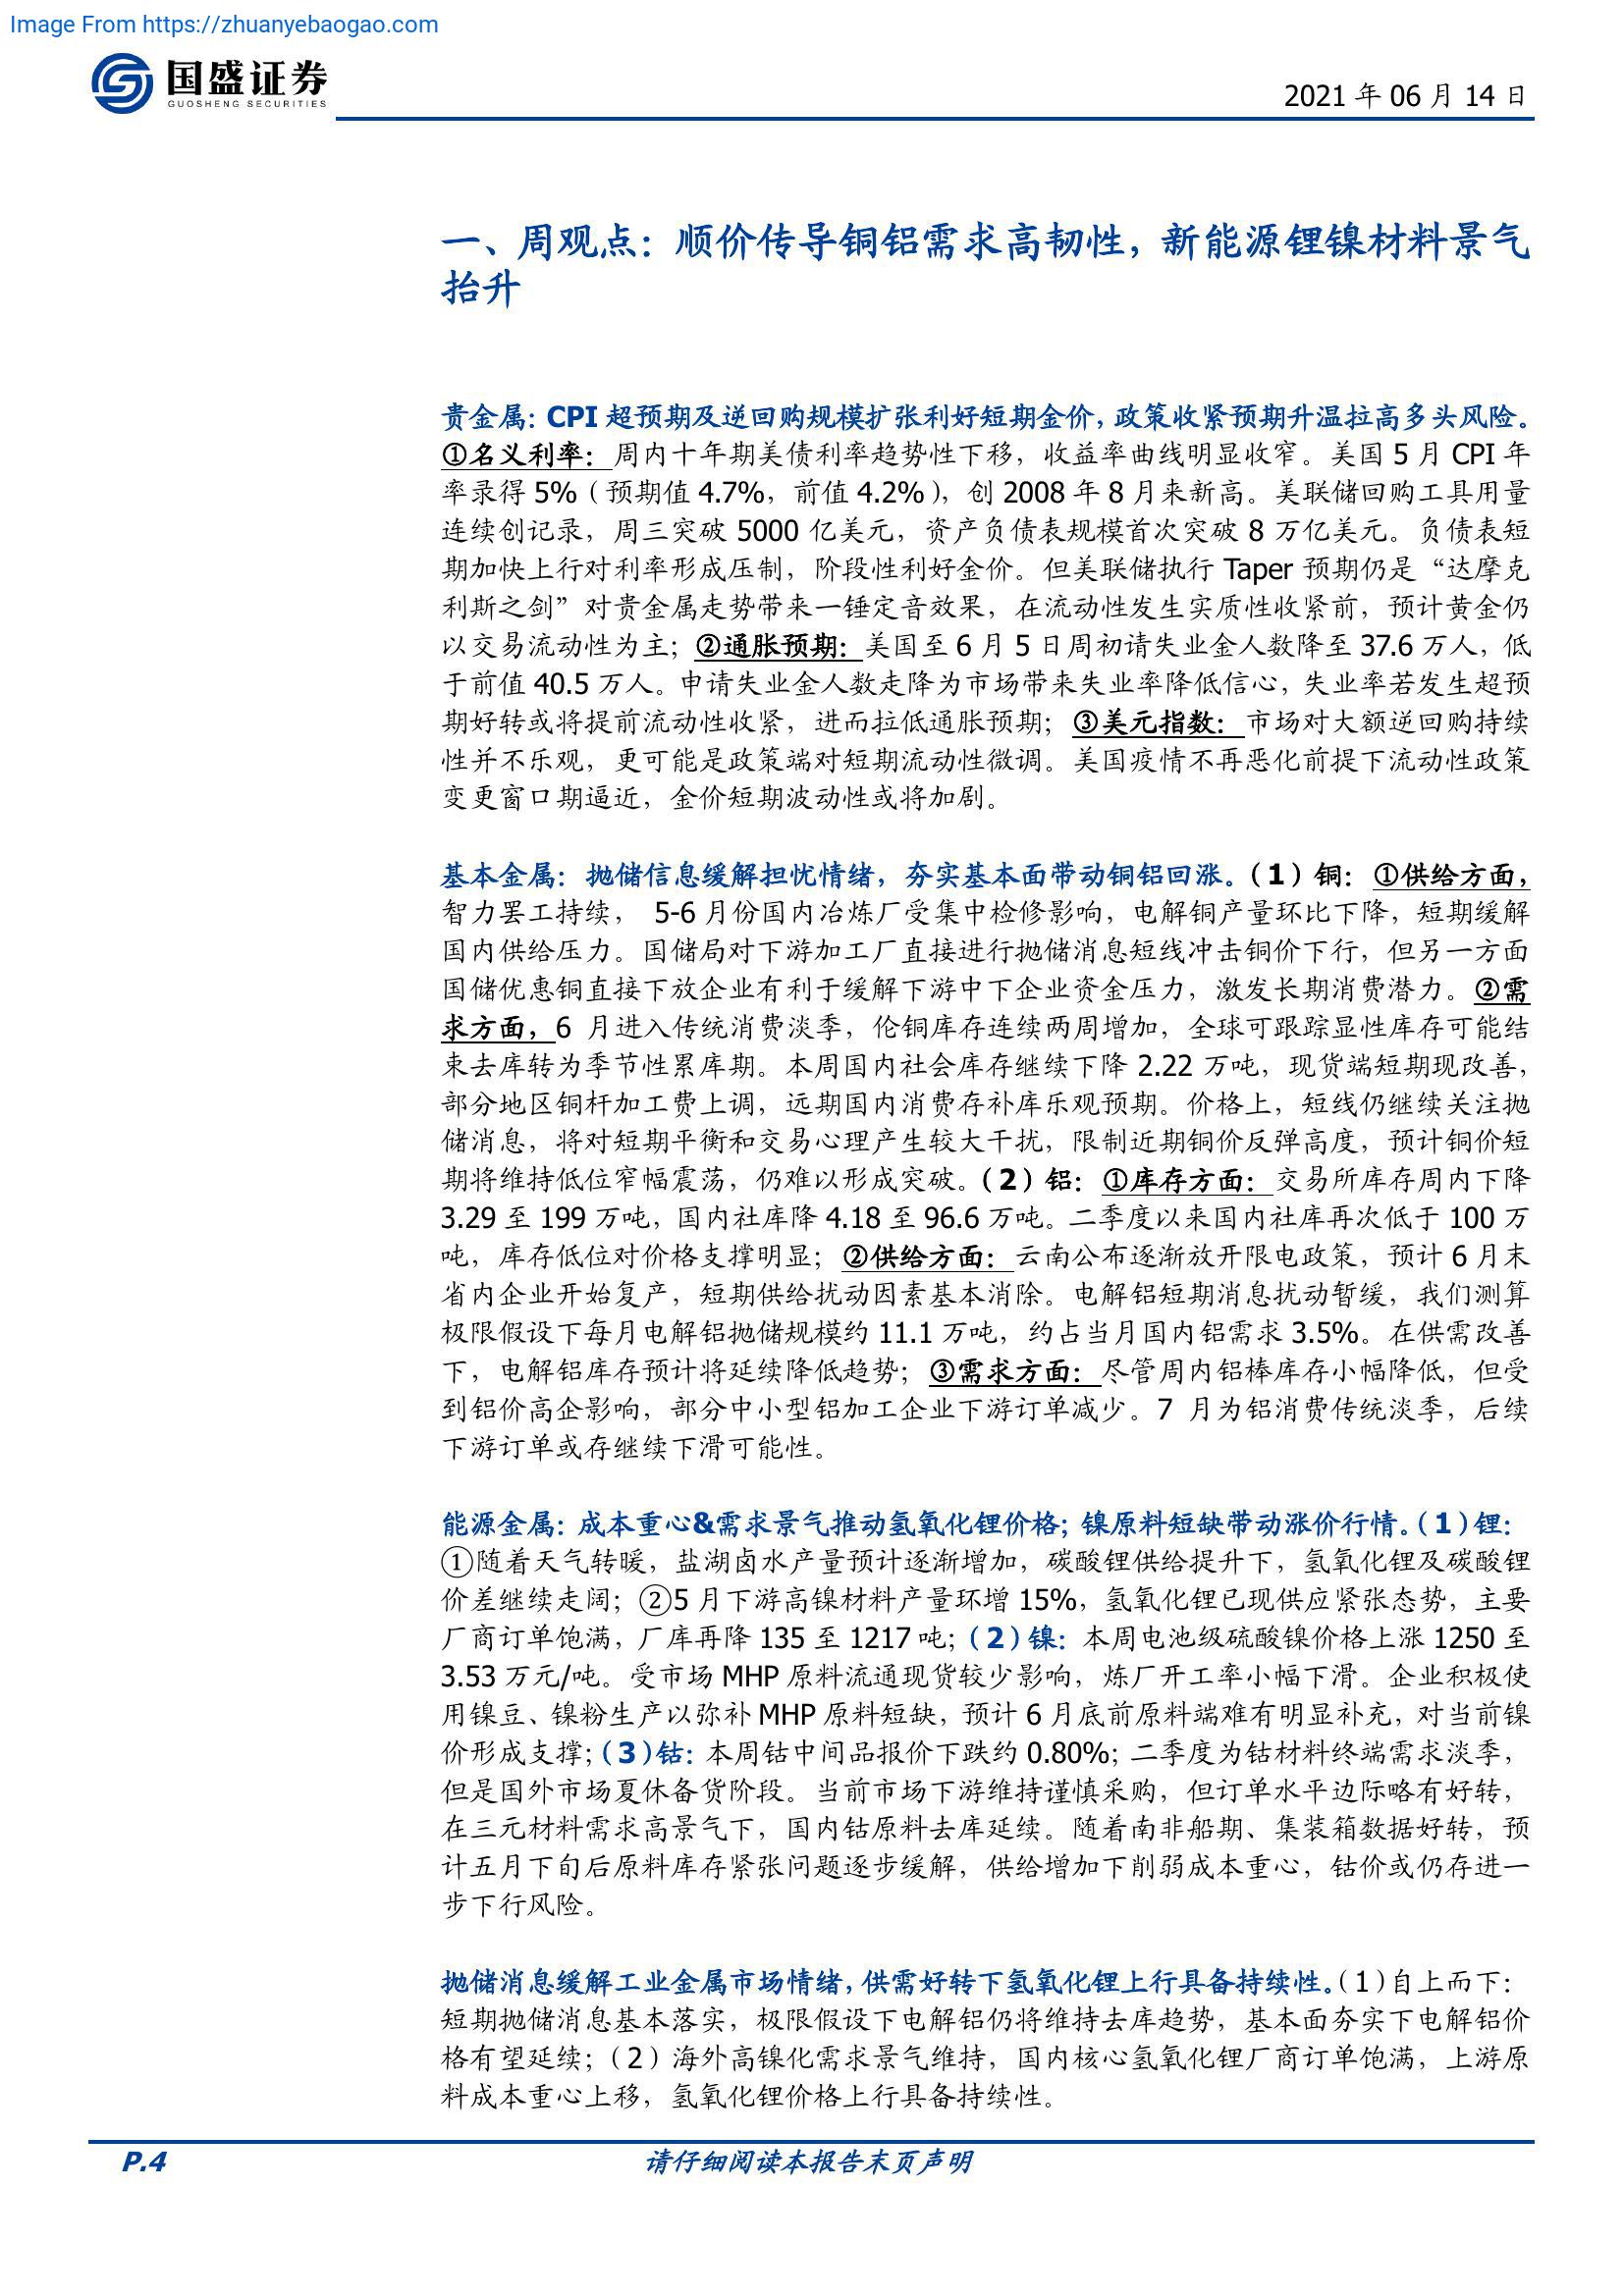 Image From https://zhuanyebaogao.com
国盛证券
GUOSHENG SECURITIES
2021 年 06 月 14 日
一、周观点：顺价传导铜铝需求高韧性，新能源锂镍材料景气
抬升
贵金属：CPI 超预期及逆回购规模扩张利好短期金价，政策收紧预期升温拉高多头风险。
①名义利率：周内十年期美债利率趋势性下移，收益率曲线明显收窄。美国 5 月 CPI 年
率录得 5%（预期值 4.7%，前值 4.2%），创 2008 年 8 月来新高。美联储回购工具用量
连续创记录，周三突破 5000 亿美元，资产负债表规模首次突破 8 万亿美元。负债表短
期加快上行对利率形成压制，阶段性利好金价。但美联储执行 Taper 预期仍是“达摩克
利斯之剑”对贵金属走势带来一锤定音效果，在流动性发生实质性收紧前，预计黄金仍
以交易流动性为主；②通胀预期：美国至 6 月 5 日周初请失业金人数降至 37.6 万人，低
于前值 40.5 万人。申请失业金人数走降为市场带来失业率降低信心，失业率若发生超预
期好转或将提前流动性收紧，进而拉低通胀预期；③美元指数：市场对大额逆回购持续
性并不乐观，更可能是政策端对短期流动性微调。美国疫情不再恶化前提下流动性政策
变更窗口期逼近，金价短期波动性或将加剧。
基本金属：抛储信息缓解担忧情绪，夯实基本面带动铜铝回涨。（1）铜：①供给方面，
智力罢工持续， 5-6 月份国内冶炼厂受集中检修影响，电解铜产量环比下降，短期缓解
国内供给压力。国储局对下游加工厂直接进行抛储消息短线冲击铜价下行，但另一方面
国储优惠铜直接下放企业有利于缓解下游中下企业资金压力，激发长期消费潜力。②需
求方面，6 月进入传统消费淡季，伦铜库存连续两周增加，全球可跟踪显性库存可能结
束去库转为季节性累库期。本周国内社会库存继续下降 2.22 万吨，现货端短期现改善，
部分地区铜杆加工费上调，远期国内消费存补库乐观预期。价格上，短线仍继续关注抛
储消息，将对短期平衡和交易心理产生较大干扰，限制近期铜价反弹高度，预计铜价短
期将维持低位窄幅震荡，仍难以形成突破。（2）铝：①库存方面：交易所库存周内下降
3.29 至 199 万吨，国内社库降 4.18 至 96.6 万吨。二季度以来国内社库再次低于 100 万
吨，库存低位对价格支撑明显；②供给方面：云南公布逐渐放开限电政策，预计 6 月末
省内企业开始复产，短期供给扰动因素基本消除。电解铝短期消息扰动暂缓，我们测算
极限假设下每月电解铝抛储规模约 11.1 万吨，约占当月国内铝需求 3.5%。在供需改善
下，电解铝库存预计将延续降低趋势；③需求方面：尽管周内铝棒库存小幅降低，但受
到铝价高企影响，部分中小型铝加工企业下游订单减少。7 月为铝消费传统淡季，后续
下游订单或存继续下滑可能性。
能源金属：成本重心&需求景气推动氢氧化锂价格；镍原料短缺带动涨价行情。（1）锂：
①随着天气转暖，盐湖卤水产量预计逐渐增加，碳酸锂供给提升下，氢氧化锂及碳酸锂
价差继续走阔；②5 月下游高镍材料产量环增 15%，氢氧化锂已现供应紧张态势，主要
厂商订单饱满，厂库再降 135 至 1217 吨；（2）镍：本周电池级硫酸镍价格上涨 1250 至
3.53 万元/吨。受市场 MHP 原料流通现货较少影响，炼厂开工率小幅下滑。企业积极使
用镍豆、镍粉生产以弥补 MHP 原料短缺，预计 6 月底前原料端难有明显补充，对当前镍
价形成支撑；（3）钴：本周钴中间品报价下跌约 0.80%；二季度为钴材料终端需求淡季，
但是国外市场夏休备货阶段。当前市场下游维持谨慎采购，但订单水平边际略有好转，
在三元材料需求高景气下，国内钴原料去库延续。随着南非船期、集装箱数据好转，预
计五月下旬后原料库存紧张问题逐步缓解，供给增加下削弱成本重心，钴价或仍存进一
步下行风险。
抛储消息缓解工业金属市场情绪，供需好转下氢氧化锂上行具备持续性。（1）自上而下：
短期抛储消息基本落实，极限假设下电解铝仍将维持去库趋势，基本面夯实下电解铝价
格有望延续；（2）海外高镍化需求景气维持，国内核心氢氧化锂厂商订单饱满，上游原
料成本重心上移，氢氧化锂价格上行具备持续性。
P.4
请仔细阅读本报告末页声明